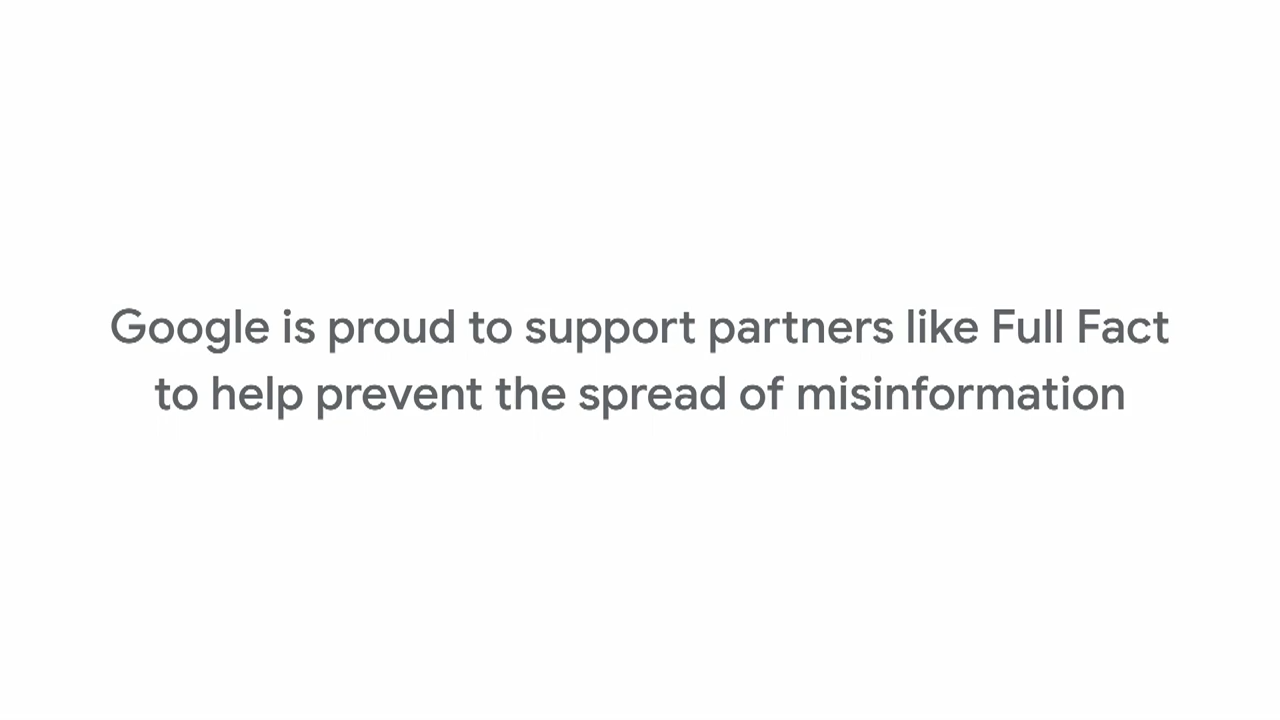 Google is proud to support partners like Full Fact
to help prevent the spread of misinformation